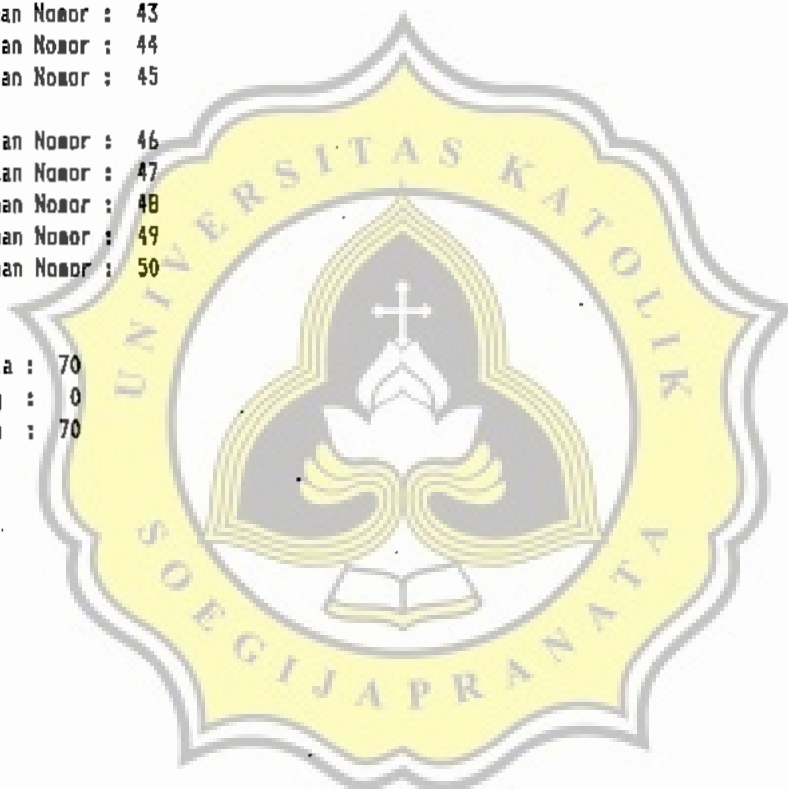 an Nomor : 43
an Nomor : 44
an Nomor : 45
an Nomor : 46
an Nomor : 47
an Nomor : 48
an Nomor : 49
an Nomor : 50
a : 70
: 0
: 70
UNIVERSITAS KATOLIK
SOEGIJAPRANATA